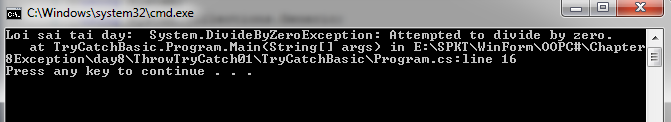 C:\Windows\system32\cmd.exe
Loi sai tai day:  System.DivideByZeroException: Attempted to divide by zero.
   at TryCatchBasic.Program.Main(String[] args) in E:\SPKT\WinForm\OOPC#\Chapter
8Exception\day8\ThrowTryCatch01\TryCatchBasic\Program.cs:line 16
Press any key to continue . . .